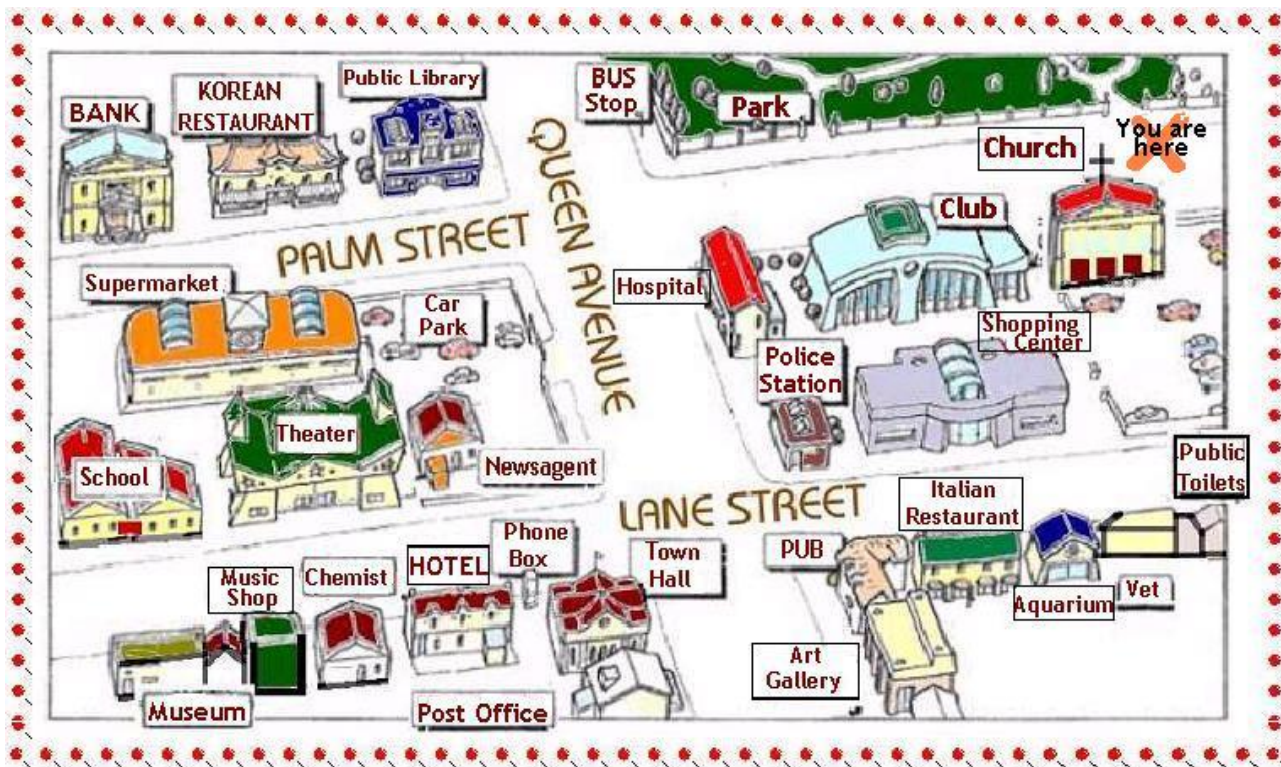 Public Library
BANK
KOREAN
RESTAURANT
BUS
Stop
Park
You are
here
Church
QUEEN AVENUE
PALM STREET
Club
Supermarket
Car
Park
Hospital
Shopping
Center
Police
Station
Theater
School
Newsagent
Public
Toilets
LANE STREET
Italian
Restaurant
Phone
Box
Town
Hall
PUB
HOTEL
Music
Shop
Chemist
Aquarium
Vet
Art
Gallery
Museum
Post Office